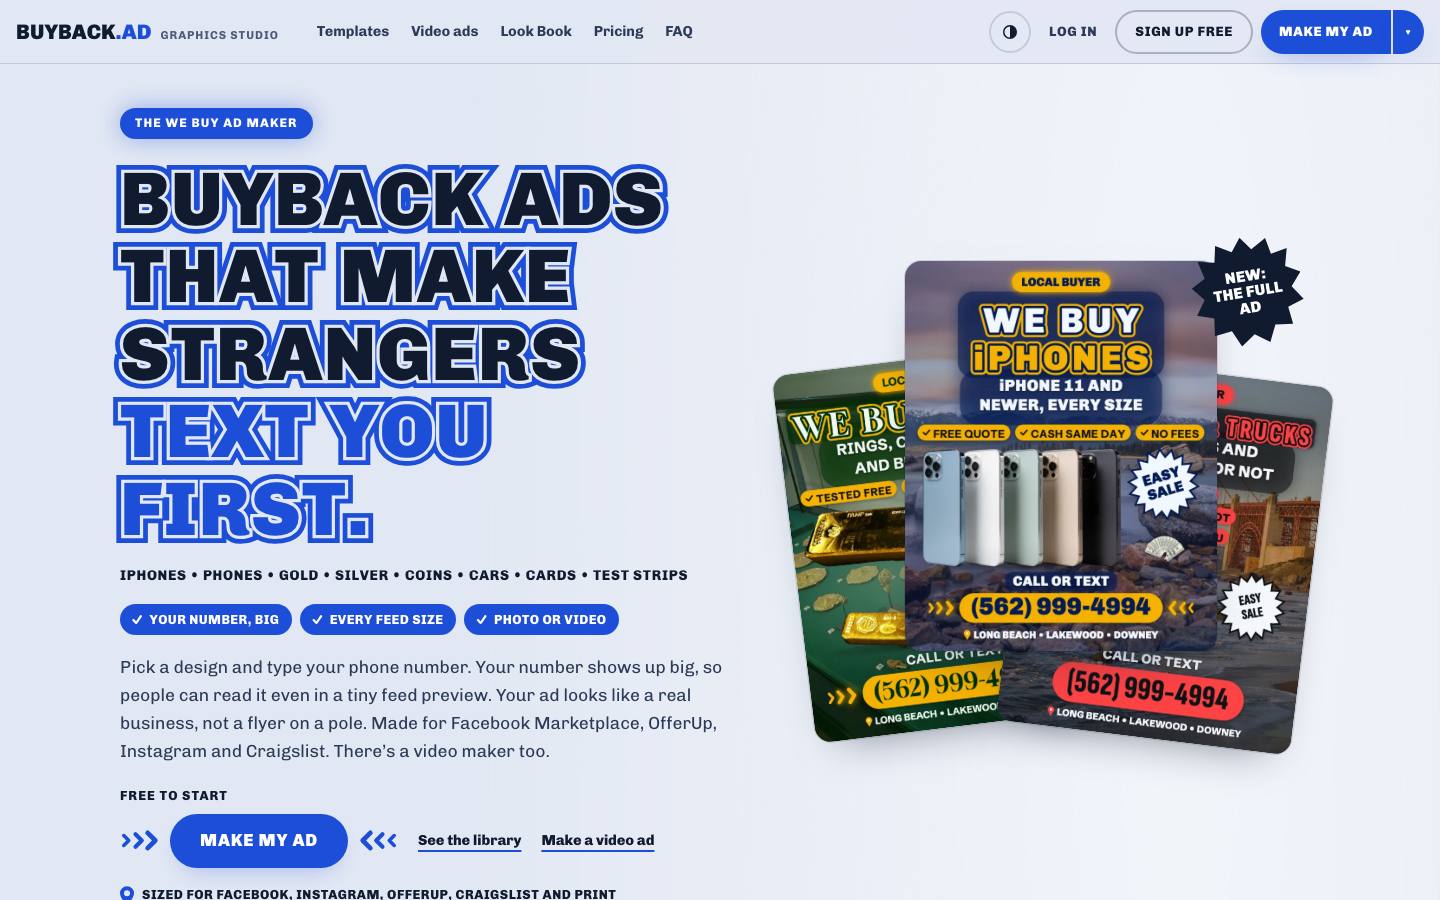 BUYBACK.AD GRAPHICS STUDIO
Templates
Video ads
Look Book
Pricing
FAQ
LOG IN
SIGN UP FREE
MAKE MY AD
THE WE BUY AD MAKER
BUYBACK ADS
THAT MAKE
STRANGERS
TEXT YOU
FIRST.
IPHONES • PHONES • GOLD • SILVER • COINS • CARS • CARDS • TEST STRIPS
YOUR NUMBER, BIG
EVERY FEED SIZE
PHOTO OR VIDEO
Pick a design and type your phone number. Your number shows up big, so
people can read it even in a tiny feed preview. Your ad looks like a real
business, not a flyer on a pole. Made for Facebook Marketplace, OfferUp,
Instagram and Craigslist. There’s a video maker too.
FREE TO START
MAKE MY AD
See the library
Make a video ad
SIZED FOR FACEBOOK, INSTAGRAM, OFFERUP, CRAIGSLIST AND PRINT
NEW:
THE FULL
AD
LOCAL BUYER
WE BUY
iPHONES
iPHONE 11 AND
NEWER, EVERY SIZE
FREE QUOTE
CASH SAME DAY
NO FEES
EASY
SALE
CALL OR TEXT
(562) 999-4994
LONG BEACH • LAKEWOOD • DOWNEY
WE
RINGS,
AND
TESTED FREE
CALL OR
(562) 999-4
LONG BEACH •
TRUCKS
AND
OR NOT
EASY
SALE
CALL OR TEXT
(562) 999-4994
LONG BEACH • LAKEWOOD • DOWNEY